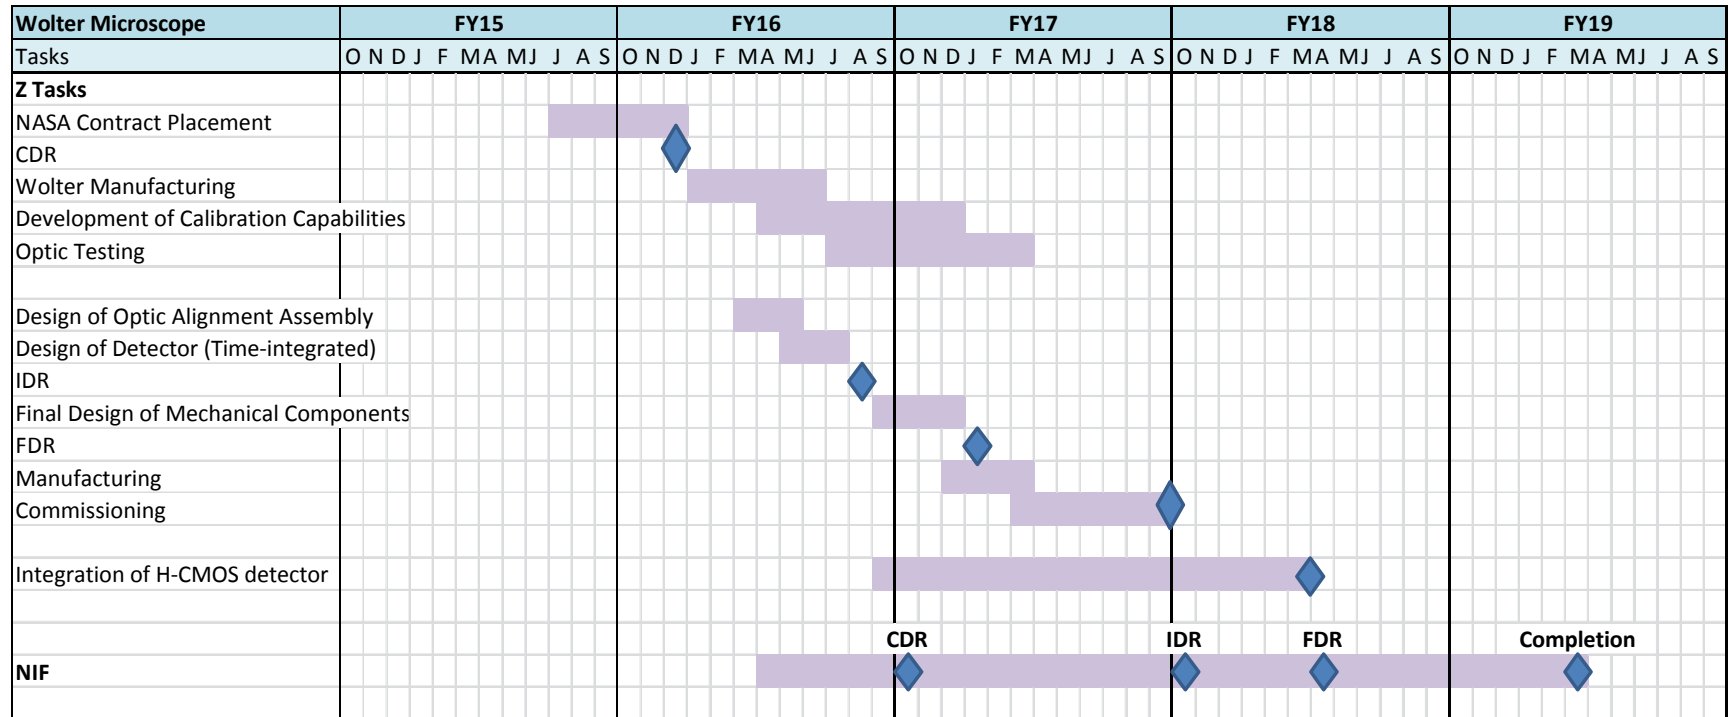 Wolter Microscope FY15 FY16 FY17 FY18 FY19
Tasks O N D J F M A M J J A S O N D J F M A M J J A S O N D J F M A M J J A S O N D J F M A M J J A S O N D J F M A M J J A S
Z Tasks
NASA Contract Placement
CDR
Wolter Manufacturing
Development of Calibration Capabilities
Optic Testing
Design of Optic Alignment Assembly
Design of Detector (Time-integrated)
IDR
Final Design of Mechanical Components
FDR
Manufacturing
Commissioning
Integration of H-CMOS detector
CDR IDR FDR Completion
NIF